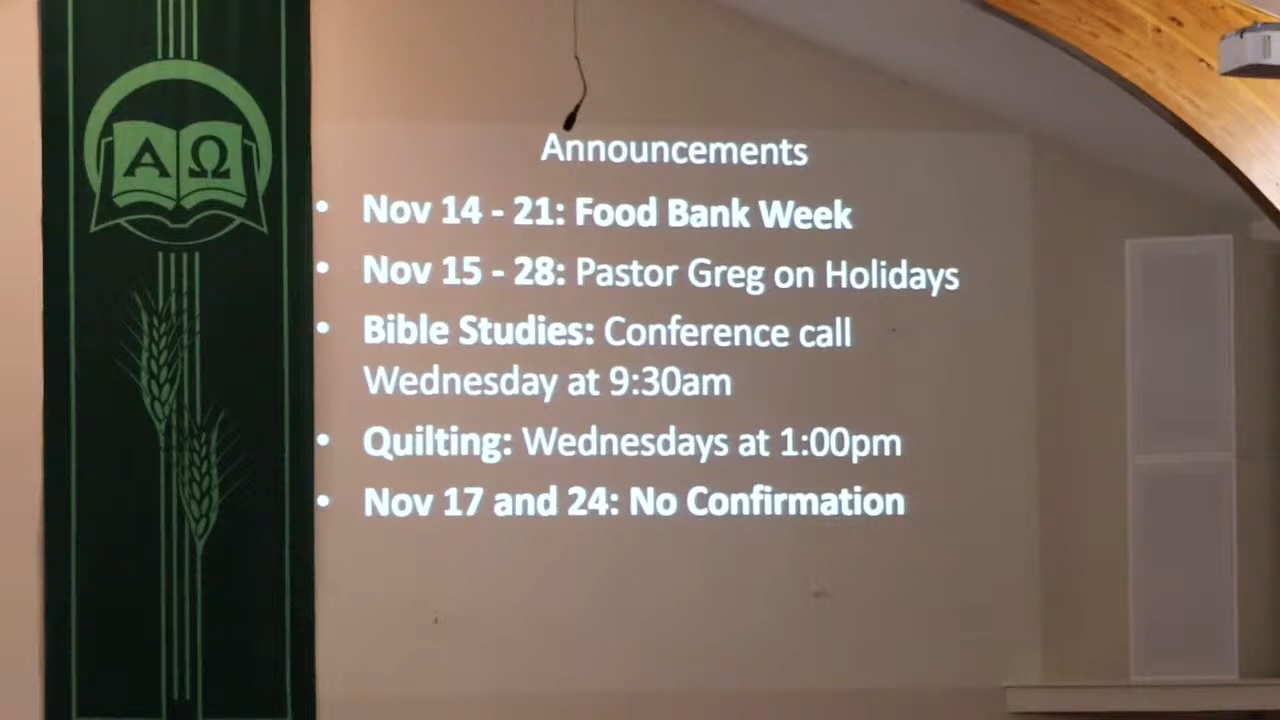 Α Ω
Announcements
• Nov 14 - 21: Food Bank Week
• Nov 15 - 28: Pastor Greg on Holidays
• Bible Studies: Conference call
Wednesday at 9:30am
• Quilting: Wednesdays at 1:00pm
• Nov 17 and 24: No Confirmation